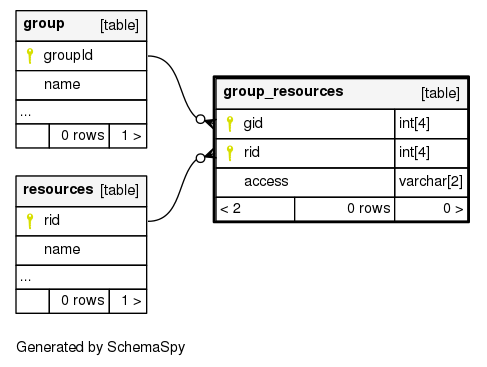 group [table]
groupId
name
...
0 rows 1 >
group_resources [table]
gid int[4]
rid int[4]
access varchar[2]
< 2 0 rows 0 >
resources [table]
rid
name
...
0 rows 1 >
Generated by SchemaSpy